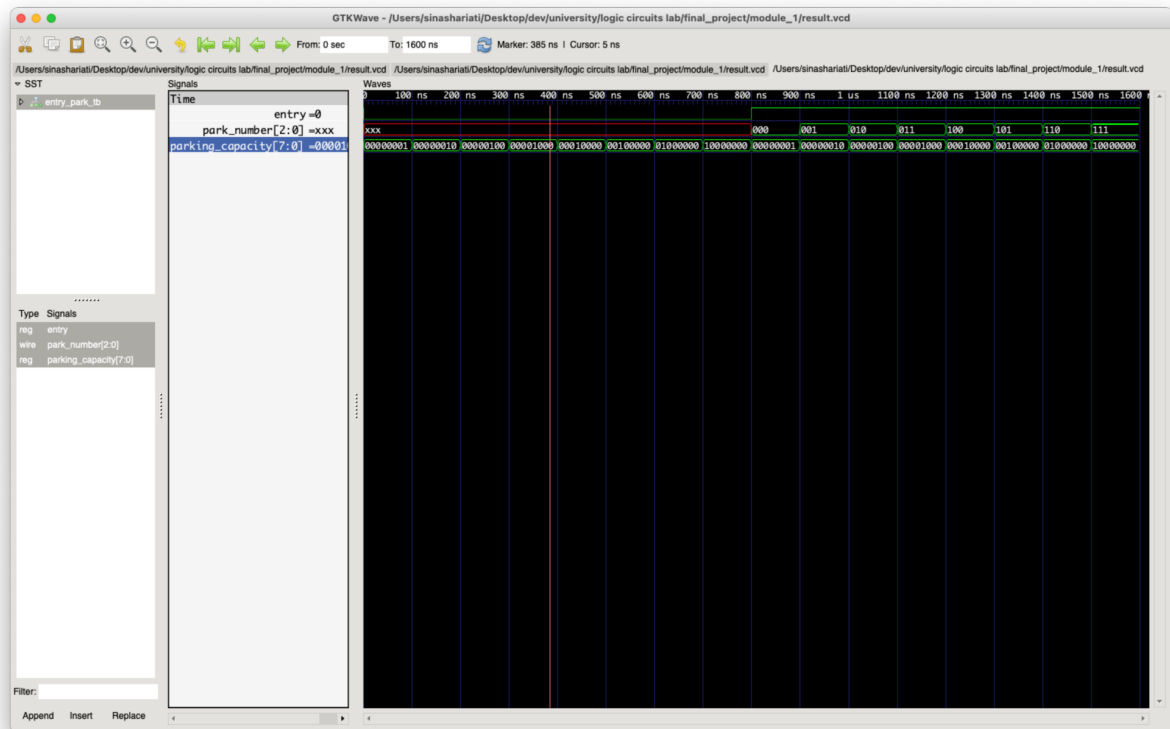 GTKWave - /Users/sinashariati/Desktop/dev/university/logic circuits lab/final_project/module_1/result.vcd
From: 0 sec To: 1600 ns Marker: 385 ns | Cursor: 5 ns
/Users/sinashariati/Desktop/dev/university/logic circuits lab/final_project/module_1/result.vcd /Users/sinashariati/Desktop/dev/university/logic circuits lab/final_project/module_1/result.vcd /Users/sinashariati/Desktop/dev/university/logic circuits lab/final_project/module_1/result.vcd
SST
entry_park_tb
Type Signals
reg entry
wire park_number[2:0]
reg parking_capacity[7:0]
Filter:
Append Insert Replace
Signals
Time
entry=0
park_number[2:0] =xxx
parking_capacity[7:0] =00001
Waves
0 100 ns 200 ns 300 ns 400 ns 500 ns 600 ns 700 ns 800 ns 900 ns 1 us 1100 ns 1200 ns 1300 ns 1400 ns 1500 ns 1600
xxx 000 001 010 011 100 101 110 111
00000001 00000010 00000100 00001000 00010000 00100000 01000000 10000000 00000001 00000010 00000100 00001000 00010000 00100000 01000000 10000000